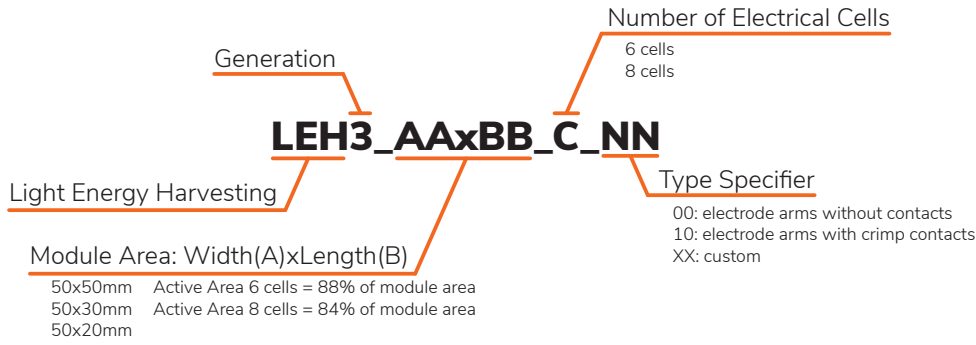 Number of Electrical Cells
6 cells
8 cells
Generation
LEH3_AAxBB_C_NN
Light Energy Harvesting
Type Specifier
00: electrode arms without contacts
10: electrode arms with crimp contacts
XX: custom
Module Area: Width(A)xLength(B)
50x50mm Active Area 6 cells = 88% of module area
50x30mm Active Area 8 cells = 84% of module area
50x20mm